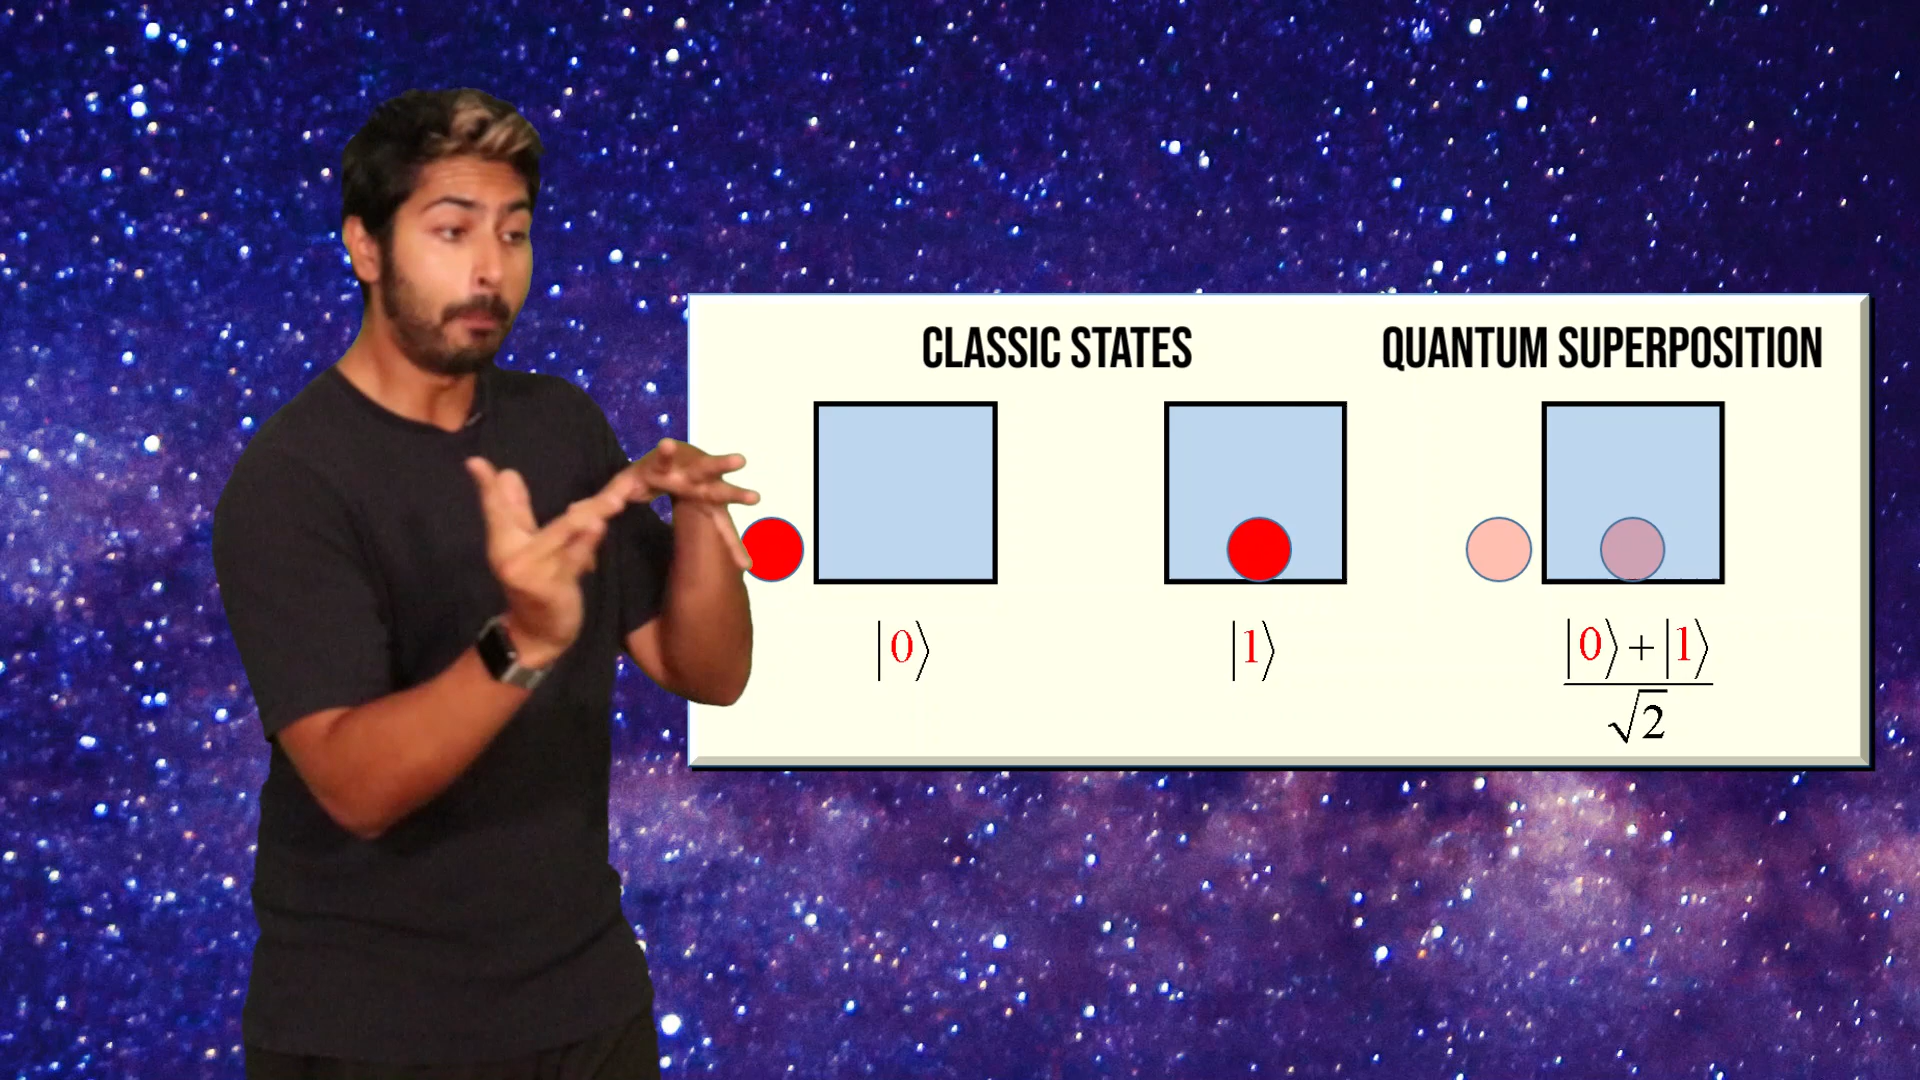 CLASSIC STATES
QUANTUM SUPERPOSITION
|0⟩
|1⟩
|0⟩+|1⟩
√2